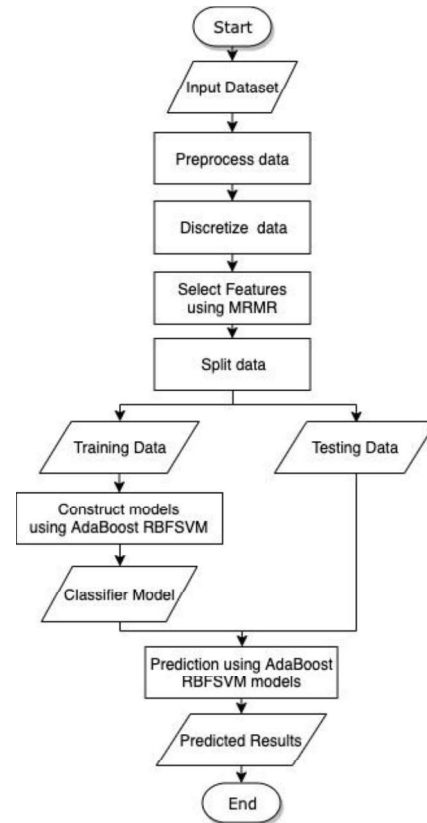 Start
Input Dataset
Preprocess data
Discretize data
Select Features
using MRMR
Split data
Training Data
Testing Data
Construct models
using AdaBoost RBFSVM
Classifier Model
Prediction using AdaBoost
RBFSVM models
Predicted Results
End